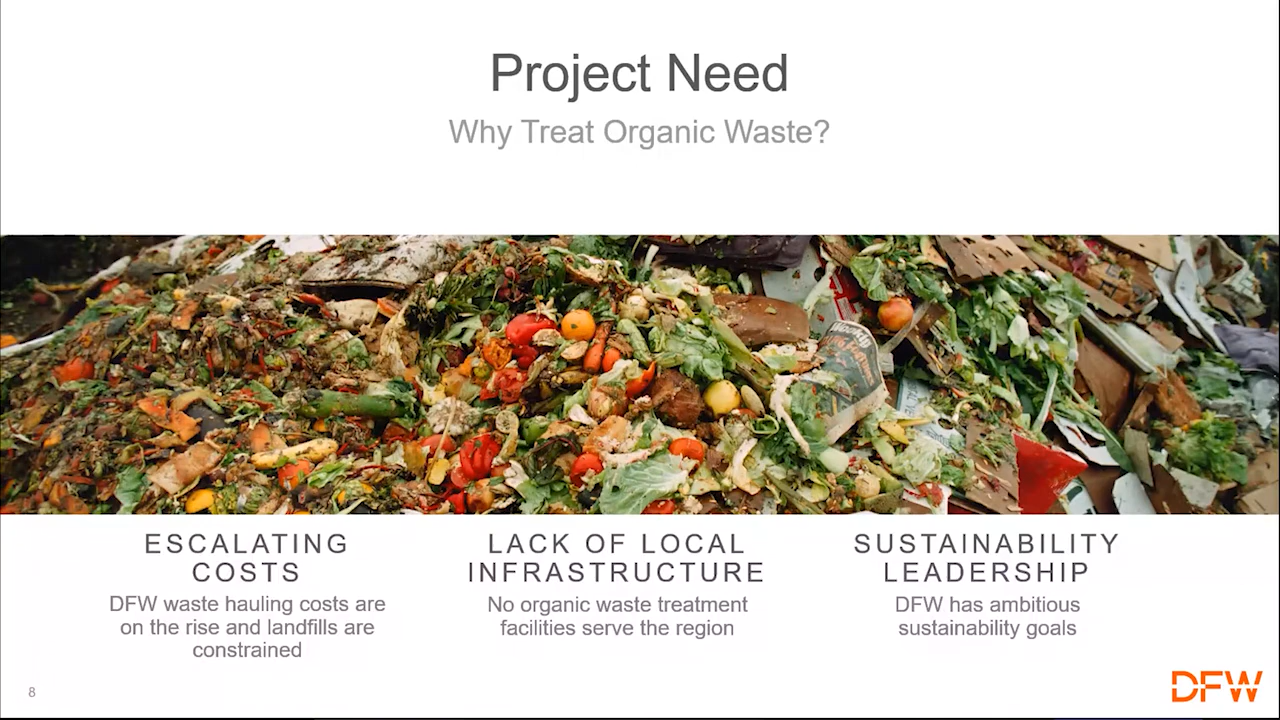 Project Need
Why Treat Organic Waste?
ESCALATING
COSTS
DFW waste hauling costs are
on the rise and landfills are
constrained
LACK OF LOCAL
INFRASTRUCTURE
No organic waste treatment
facilities serve the region
SUSTAINABILITY
LEADERSHIP
DFW has ambitious
sustainability goals
8
DFW